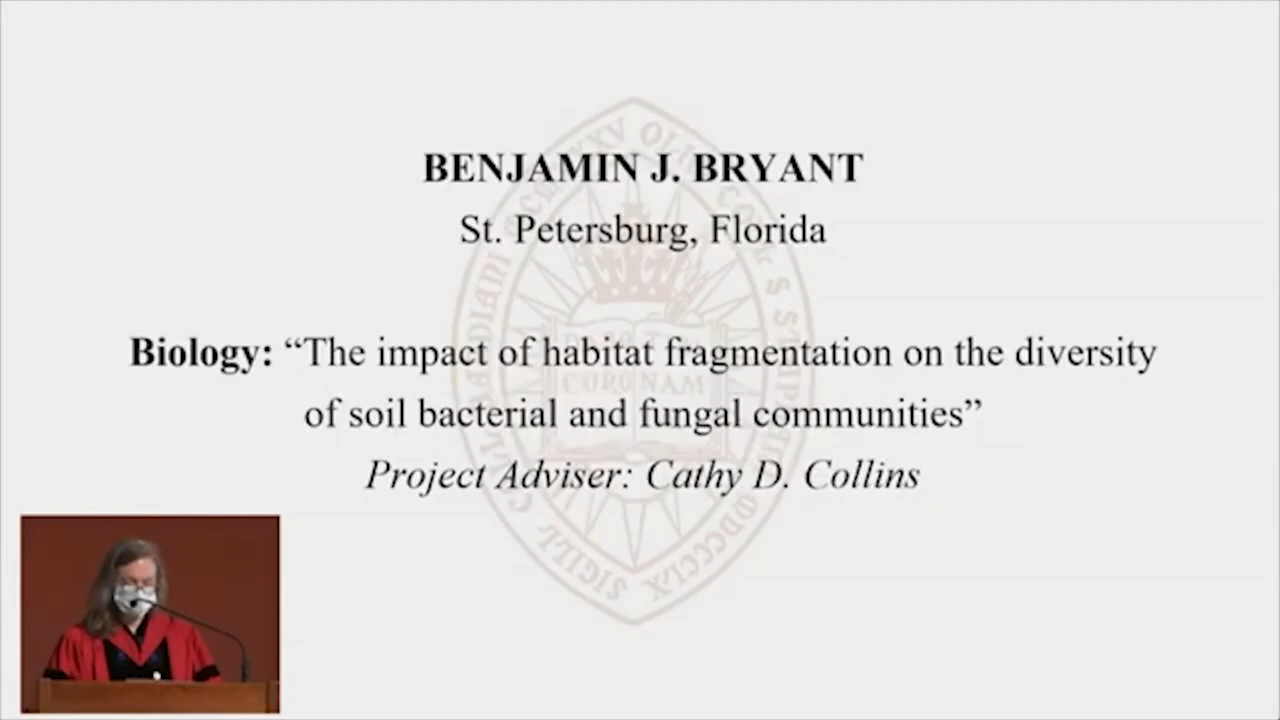 BENJAMIN J. BRYANT
St. Petersburg, Florida
Biology: “The impact of habitat fragmentation on the diversity
of soil bacterial and fungal communities”
Project Adviser: Cathy D. Collins
CORONAM